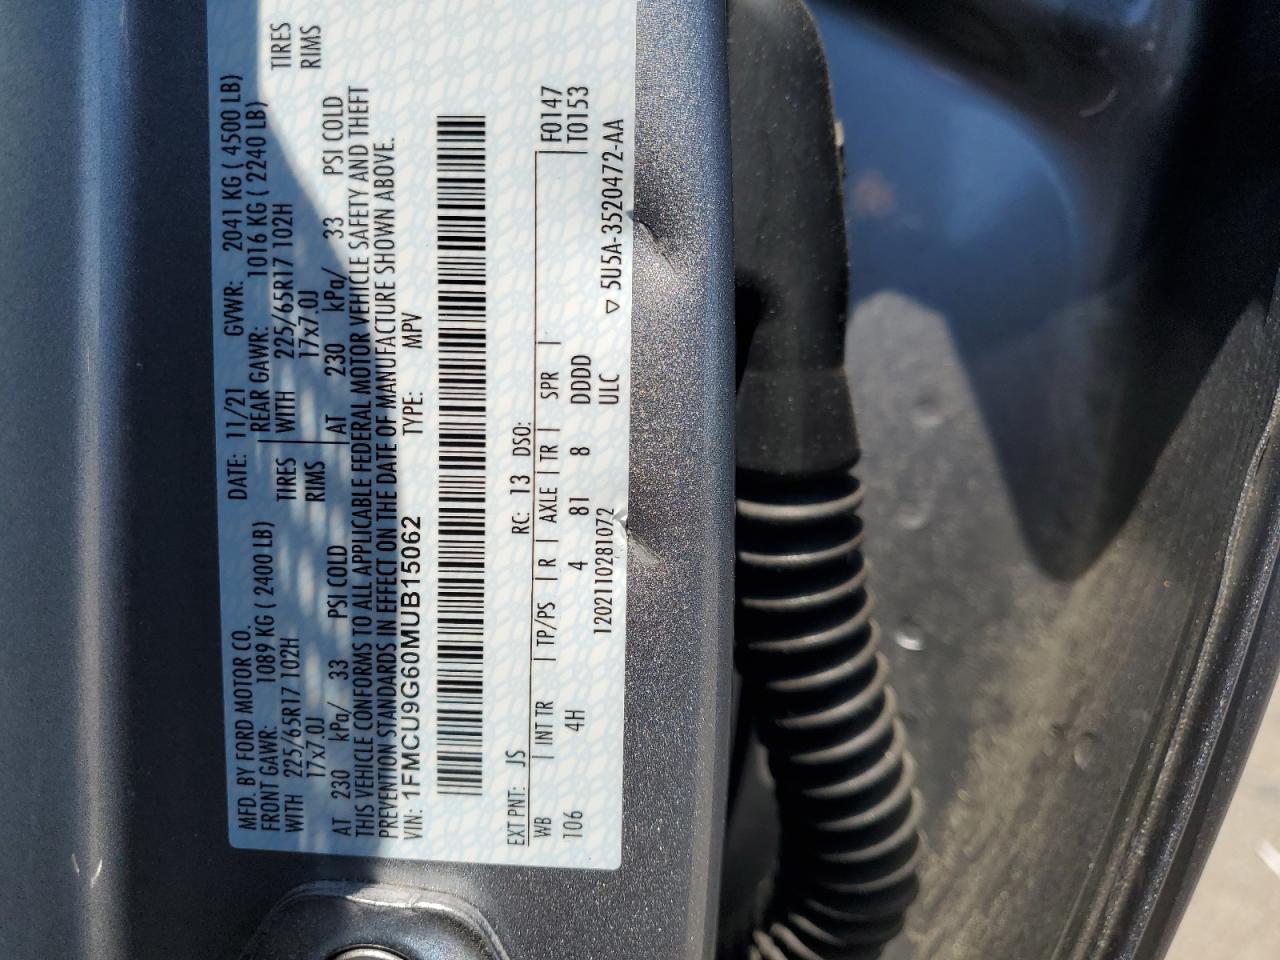 MFD. BY FORD MOTOR CO. DATE: 11/21 GVWR: 2041 KG ( 4500 LB)
FRONT GAWR: 1089 KG ( 2400 LB) REAR GAWR: 1016 KG ( 2240 LB)
WITH 225/65R17 102H TIRES WITH 225/65R17 102H TIRES
17x7.0J RIMS 17x7.0J RIMS
AT 230 kPa/ 33 PSI COLD AT 230 kPa/ 33 PSI COLD
THIS VEHICLE CONFORMS TO ALL APPLICABLE FEDERAL MOTOR VEHICLE SAFETY AND THEFT
PREVENTION STANDARDS IN EFFECT ON THE DATE OF MANUFACTURE SHOWN ABOVE.
VIN: 1FMCU9G60MUB15062 TYPE: MPV
EXT PNT: JS RC: 13 DSO:
WB INT TR TP/PS R AXLE TR SPR F0147
106 4H 4 81 8 DDDD T0153
1202110281072 ULC ▽ 5U5A-3520472-AA